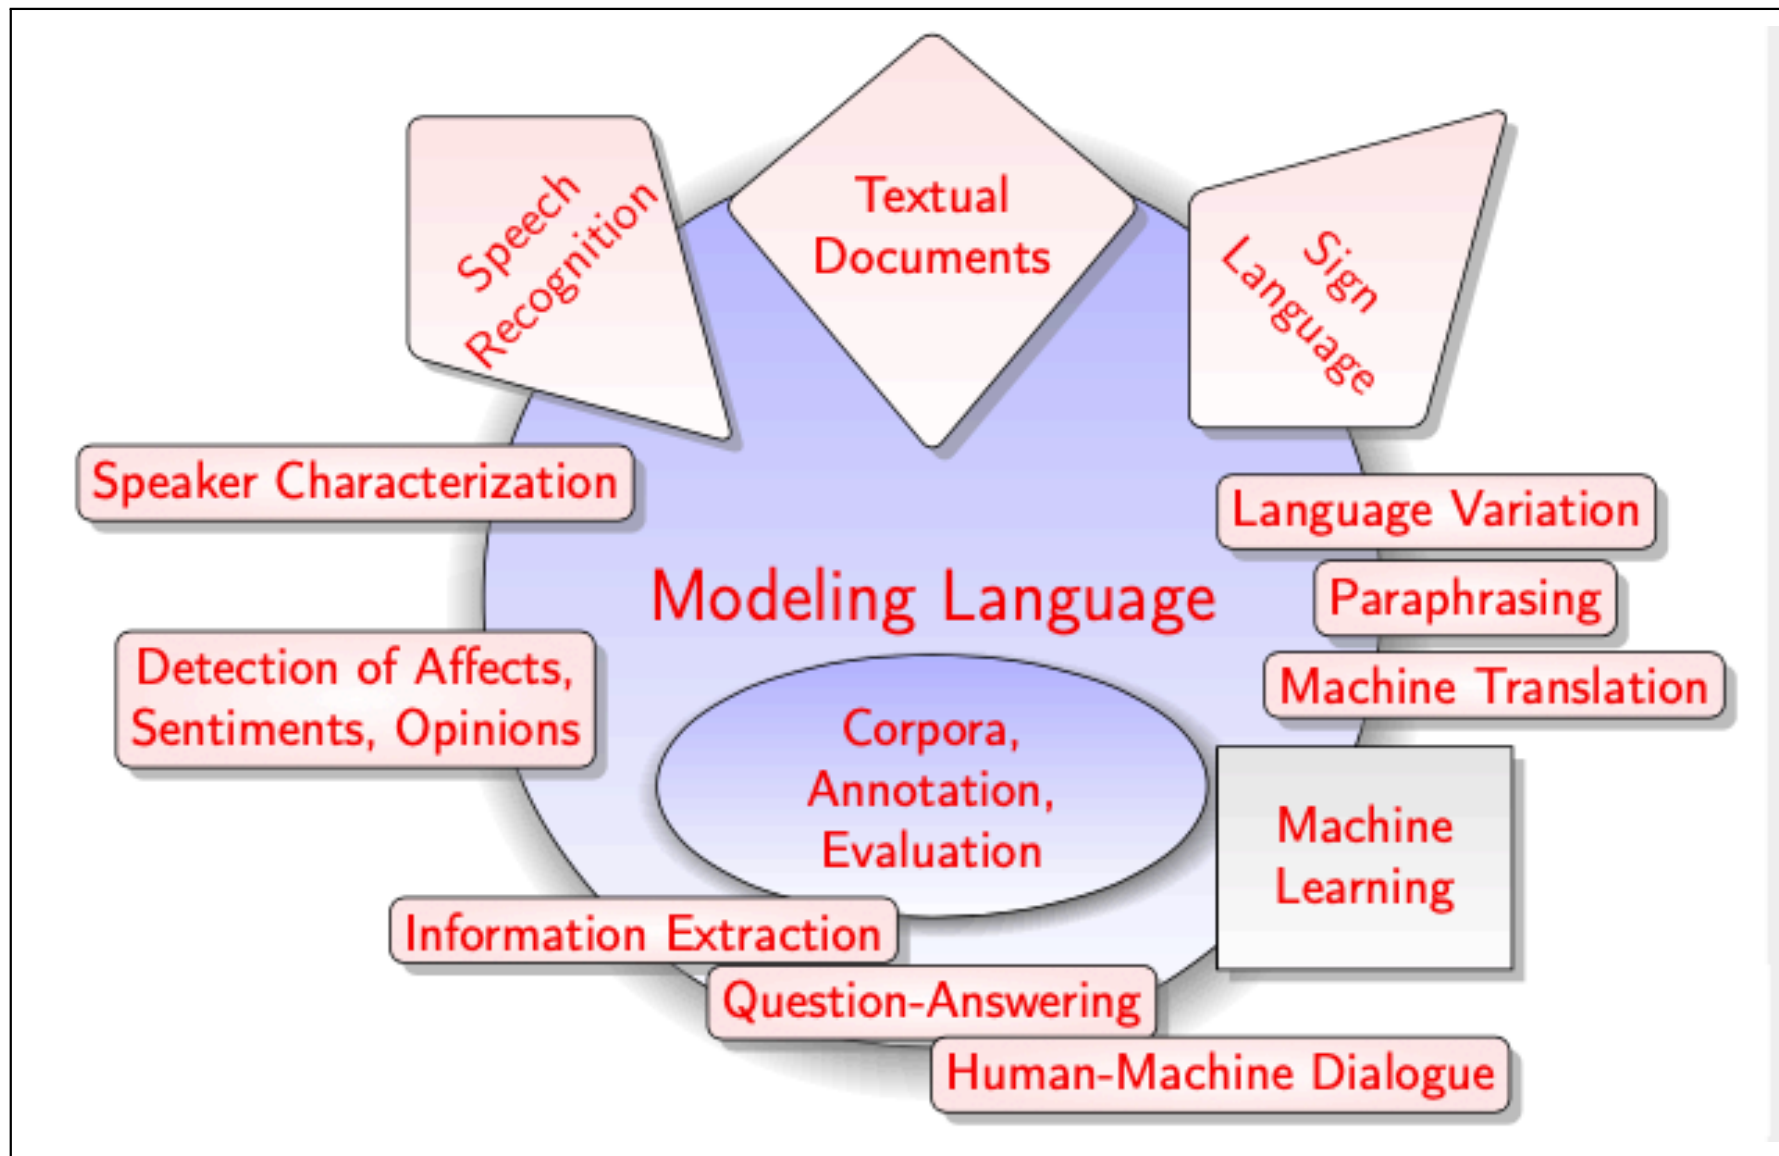 Speech
Recognition
Textual
Documents
Sign
Language
Speaker Characterization
Language Variation
Modeling Language
Paraphrasing
Detection of Affects,
Sentiments, Opinions
Machine Translation
Corpora,
Annotation,
Evaluation
Machine
Learning
Information Extraction
Question-Answering
Human-Machine Dialogue